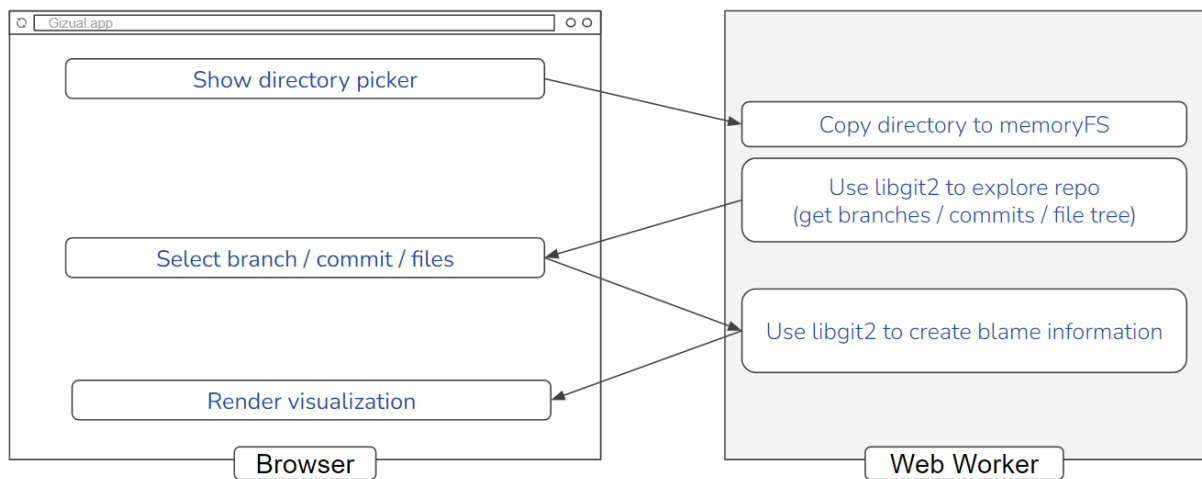 Gizual.app
Show directory picker
Copy directory to memoryFS
Use libgit2 to explore repo
(get branches / commits / file tree)
Select branch / commit / files
Use libgit2 to create blame information
Render visualization
Browser
Web Worker